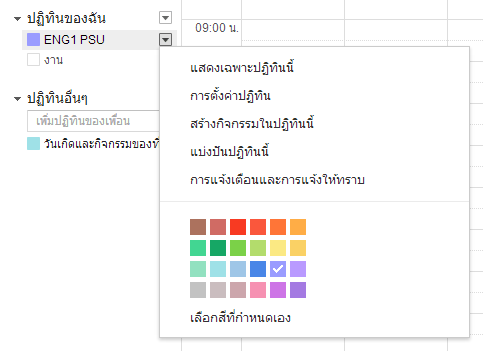 ปฏิทินของฉัน
09:00 น.
ENG1 PSU
งาน
แสดงเฉพาะปฏิทินนี้
การตั้งค่าปฏิทิน
ปฏิทินอื่นๆ
สร้างกิจกรรมในปฏิทินนี้
เพิ่มปฏิทินของเพื่อน
วันเกิดและกิจกรรมของที่
แบ่งปันปฏิทินนี้
การแจ้งเตือนและการแจ้งให้ทราบ
เลือกสีที่กำหนดเอง